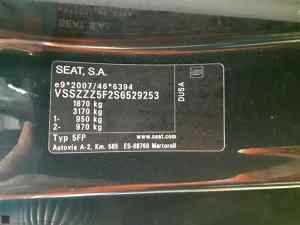 SEAT, S.A.
e9*2007/46*6394
VSSZZZ5F2S6529253
1870 kg
3170 kg
1- 950 kg
2- 970 kg
Typ 5FP
www.seat.com
Autovía A-2, Km. 585 ES-08760 Martorell
DUSA